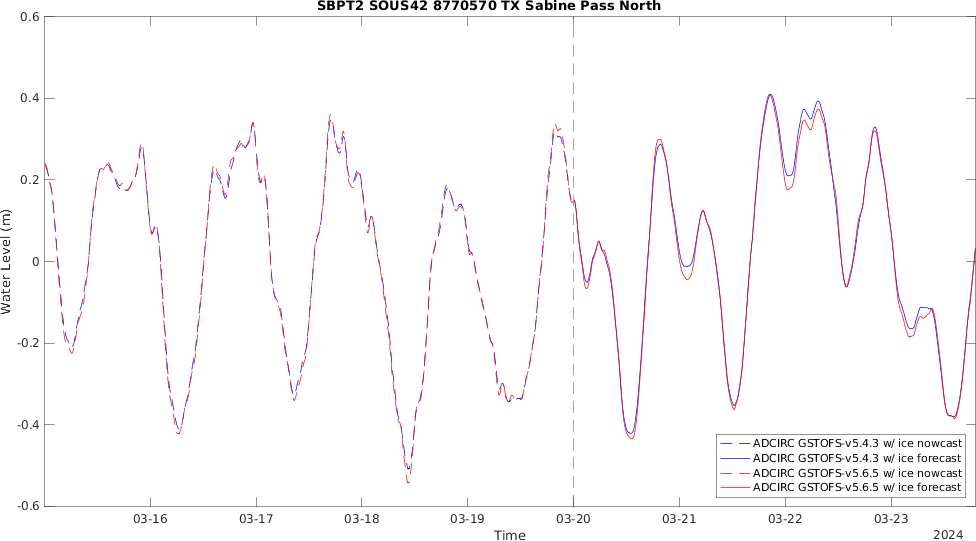 SBPT2 SOUS42 8770570 TX Sabine Pass North
0.6
0.4
0.2
0
-0.2
-0.4
-0.6
Water Level (m)
03-16
03-17
03-18
03-19
03-20
03-21
03-22
03-23
Time
2024
ADCIRC GSTOFS-v5.4.3 w/ ice nowcast
ADCIRC GSTOFS-v5.4.3 w/ ice forecast
ADCIRC GSTOFS-v5.6.5 w/ ice nowcast
ADCIRC GSTOFS-v5.6.5 w/ ice forecast